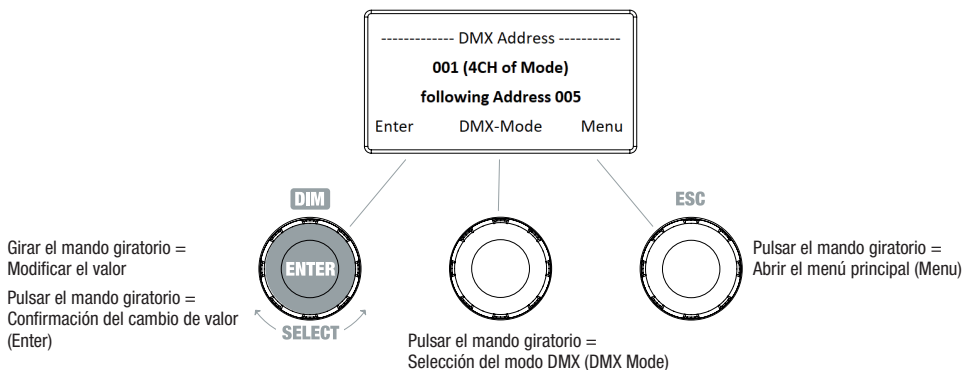 ------------- DMX Address -----------
001 (4CH of Mode)
following Address 005
Enter DMX-Mode Menu
DIM
ESC
Girar el mando giratorio =
Modificar el valor
Pulsar el mando giratorio =
Confirmación del cambio de valor
(Enter)
ENTER
SELECT
Pulsar el mando giratorio =
Selección del modo DMX (DMX Mode)
Pulsar el mando giratorio =
Abrir el menú principal (Menu)